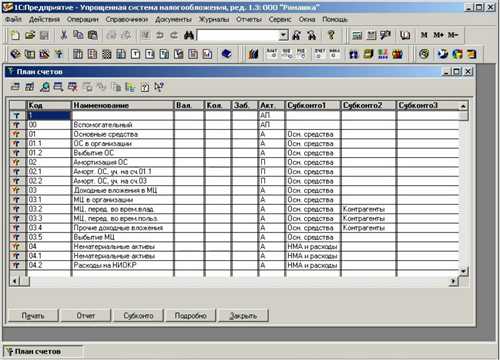 1СПредприятие - Упрощенная система налогообложения, ред. 1.3: ООО "Ромашка"
Файл Действия Операции Справочники Документы Журналы Отчеты Сервис Окна Помощь
М М+ М-
План счетов
Код Наименование Вал. Кол. Заб. Акт. Субконто1 Субконто2 Субконто3
1 АП
00 Вспомогательный АП
01 Основные средства А Осн. средства
01.1 ОС в организации А Осн. средства
01.2 Выбытие ОС А Осн. средства
02 Амортизация ОС П Осн. средства
02.1 Аморт. ОС, уч. на сч.01.1 П Осн. средства
02.2 Аморт. ОС, уч. на сч.03 П Осн. средства
03 Доходные вложения в МЦ А Осн. средства
03.1 МЦ в организации А Осн. средства
03.2 МЦ, перед. во врем.влад. А Осн. средства Контрагенты
03.3 МЦ, перед. во врем.польз. А Осн. средства Контрагенты
03.4 Прочие доходные вложения А Осн. средства Контрагенты
03.5 Выбытие МЦ А Осн. средства
04 Нематериальные активы А НМА и расходы
04.1 Нематериальные активы А НМА и расходы
04.2 Расходы на НИОКР А НМА и расходы
Печать Отчет Субконто Подробно Закрыть
План счетов